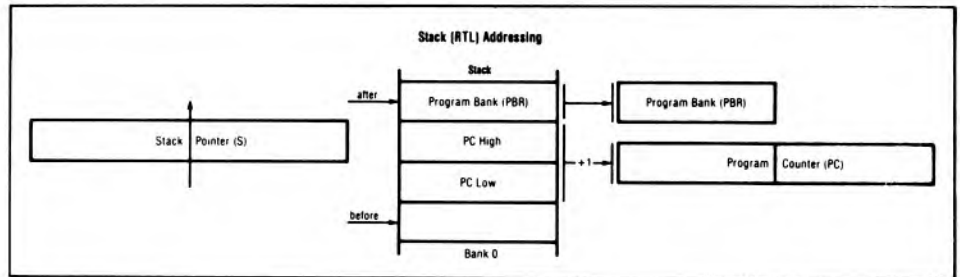 Stack (RTL) Addressing
Stack
after
Program Bank (PBR)
Program Bank (PBR)
Stack Pointer (S)
PC High
+1
Program Counter (PC)
PC Low
before
Bank 0